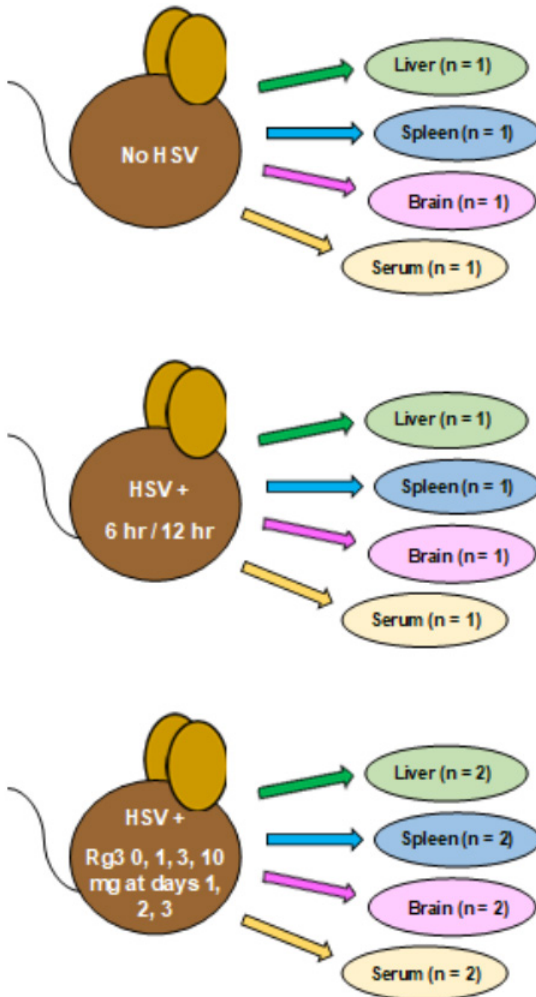 Liver (n = 1)
No HSV
Spleen (n = 1)
Brain (n = 1)
Serum (n = 1)
Liver (n = 1)
HSV +
6 hr / 12 hr
Spleen (n = 1)
Brain (n = 1)
Serum (n = 1)
Liver (n = 2)
HSV +
Rg3 0, 1, 3, 10
mg at days 1,
2, 3
Spleen (n = 2)
Brain (n = 2)
Serum (n = 2)